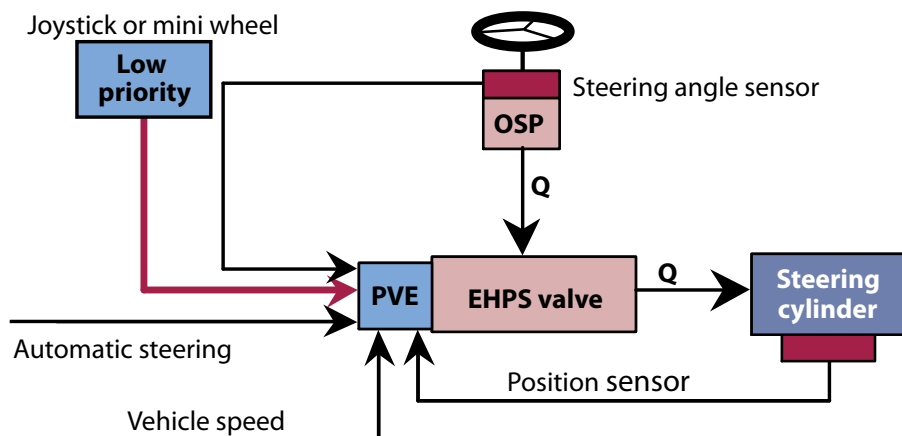 Joystick or mini wheel
Low
priority
Steering angle sensor
OSP
Q
PVE
EHPS valve
Q
Steering
cylinder
Automatic steering
Position sensor
Vehicle speed